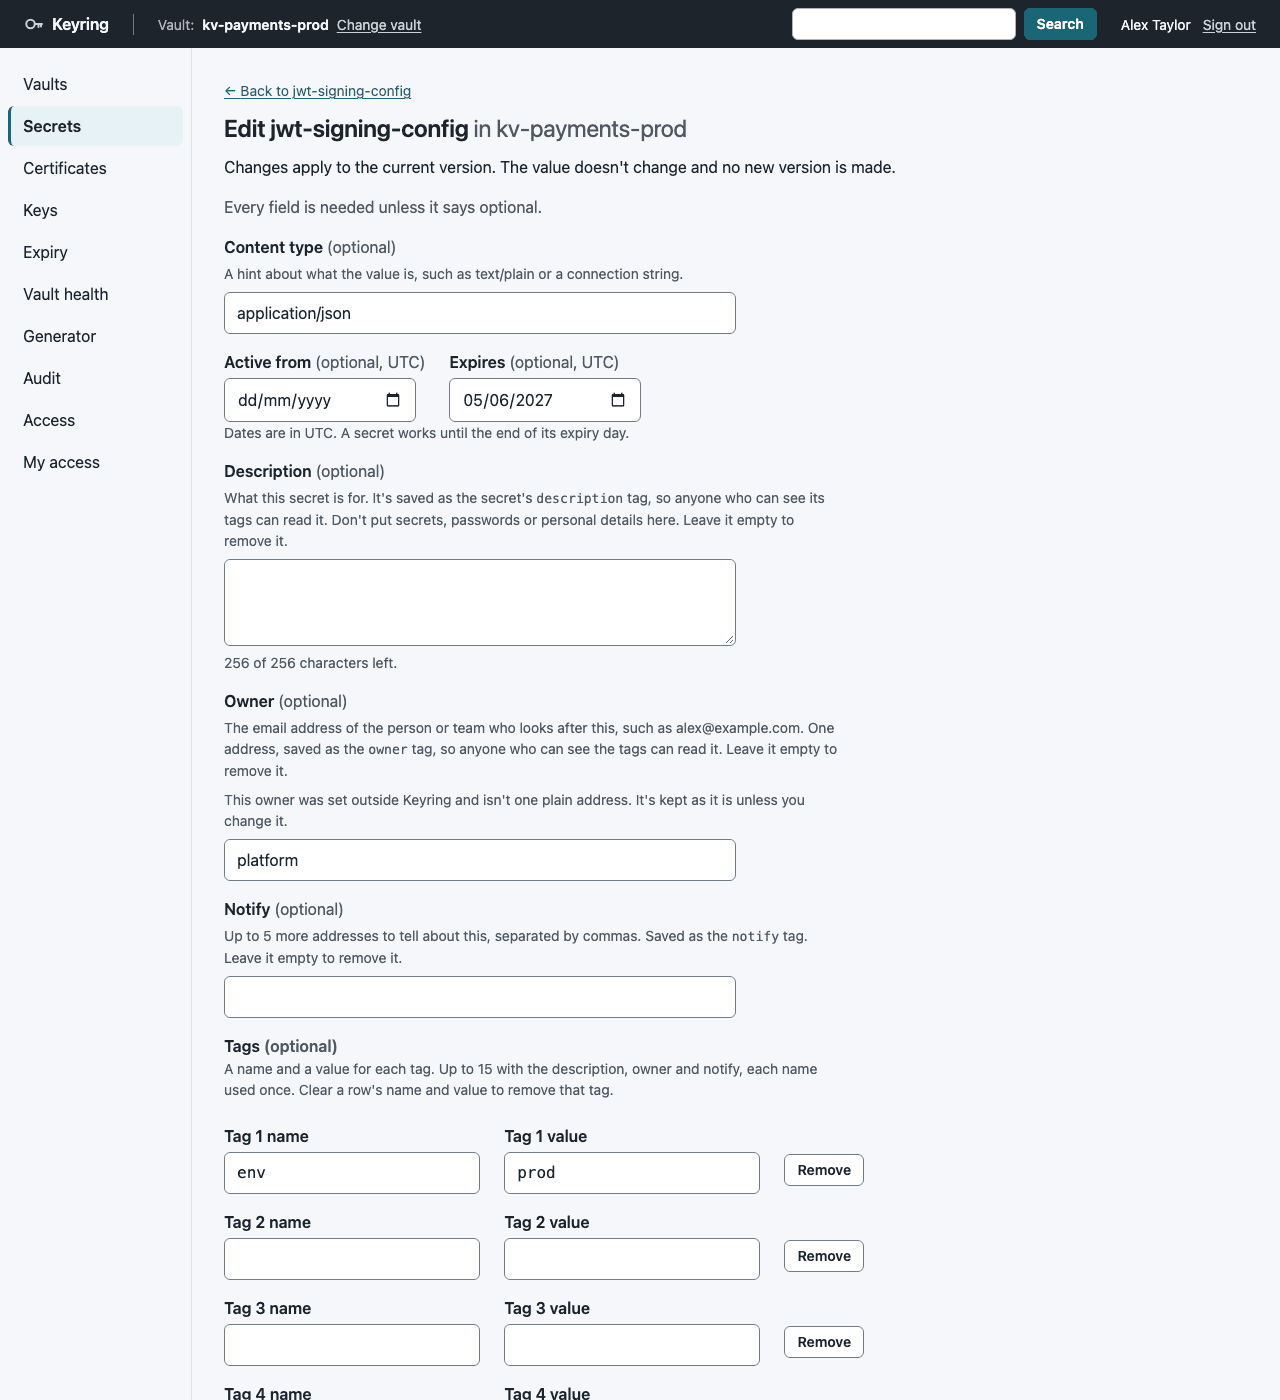 Keyring
Vault: kv-payments-prod Change vault
Search
Alex Taylor Sign out
Vaults
Secrets
Certificates
Keys
Expiry
Vault health
Generator
Audit
Access
My access
← Back to jwt-signing-config
Edit jwt-signing-config in kv-payments-prod
Changes apply to the current version. The value doesn't change and no new version is made.
Every field is needed unless it says optional.
Content type (optional)
A hint about what the value is, such as text/plain or a connection string.
application/json
Active from (optional, UTC) Expires (optional, UTC)
dd/mm/yyyy 05/06/2027
Dates are in UTC. A secret works until the end of its expiry day.
Description (optional)
What this secret is for. It's saved as the secret's description tag, so anyone who can see its
tags can read it. Don't put secrets, passwords or personal details here. Leave it empty to
remove it.
256 of 256 characters left.
Owner (optional)
The email address of the person or team who looks after this, such as alex@example.com. One
address, saved as the owner tag, so anyone who can see the tags can read it. Leave it empty to
remove it.
This owner was set outside Keyring and isn't one plain address. It's kept as it is unless you
change it.
platform
Notify (optional)
Up to 5 more addresses to tell about this, separated by commas. Saved as the notify tag.
Leave it empty to remove it.
Tags (optional)
A name and a value for each tag. Up to 15 with the description, owner and notify, each name
used once. Clear a row's name and value to remove that tag.
Tag 1 name Tag 1 value
env prod Remove
Tag 2 name Tag 2 value
Remove
Tag 3 name Tag 3 value
Remove
Tag 4 name Tag 4 value